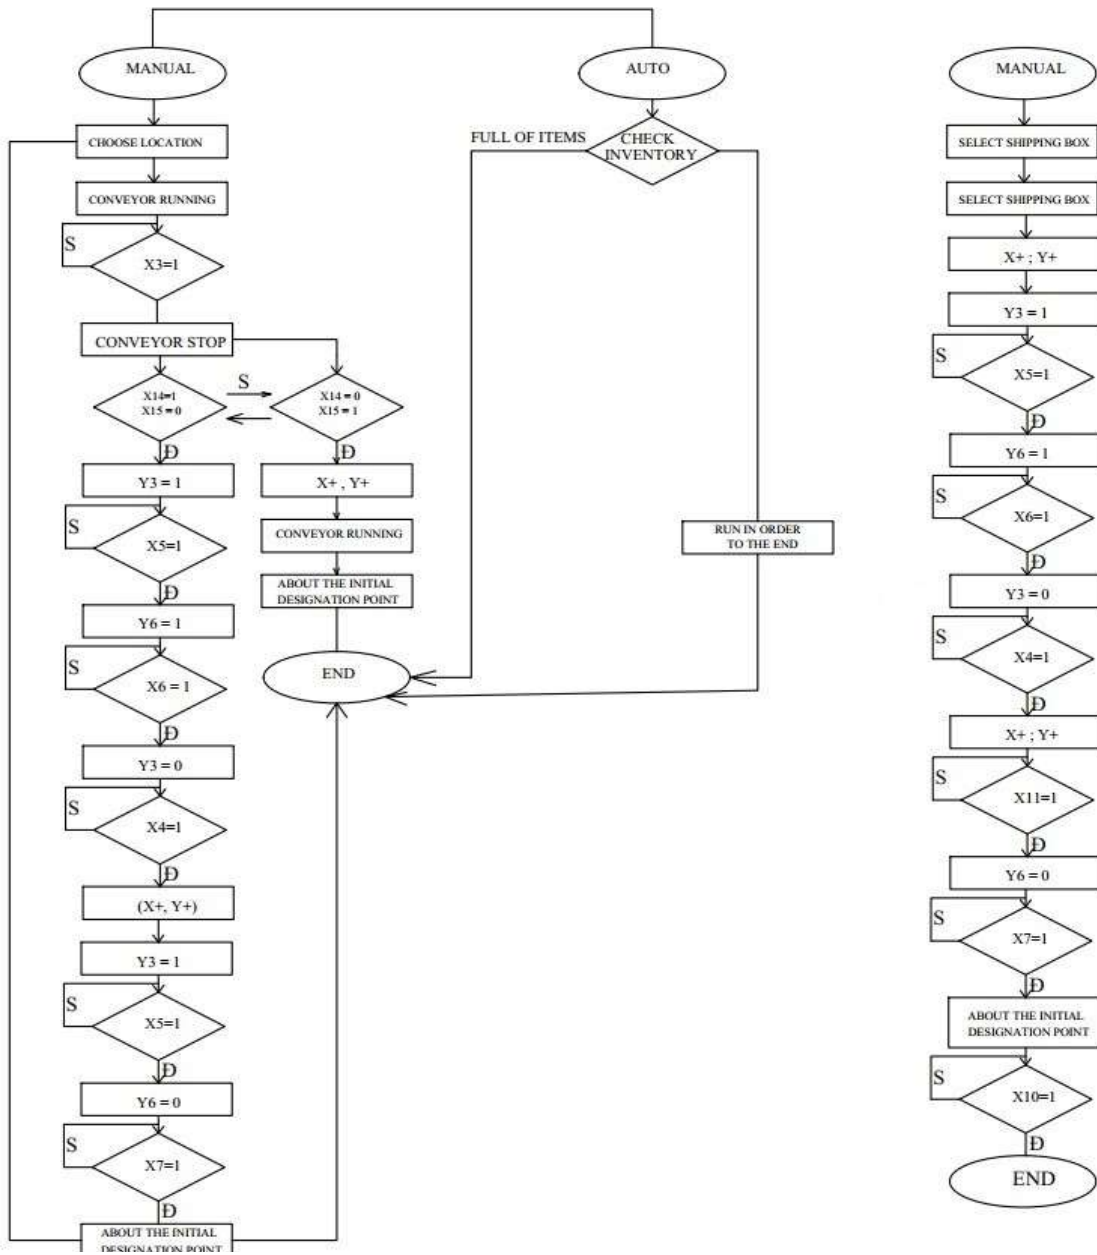 MANUAL
CHOOSE LOCATION
CONVEYOR RUNNING
S
X3=1
CONVEYOR STOP
X14=1
X15 = 0
S
X14 = 0
X15 = 1
Đ
Y3 = 1
S
X5=1
Đ
Y6 = 1
S
X6 = 1
Đ
Y3 = 0
S
X4=1
Đ
(X+, Y+)
Y3 = 1
S
X5=1
Đ
Y6 = 0
S
X7=1
Đ
ABOUT THE INITIAL
DESIGNATION POINT
Đ
X+ , Y+
CONVEYOR RUNNING
ABOUT THE INITIAL
DESIGNATION POINT
END
AUTO
FULL OF ITEMS
CHECK
INVENTORY
RUN IN ORDER
TO THE END
MANUAL
SELECT SHIPPING BOX
SELECT SHIPPING BOX
X+ ; Y+
Y3 = 1
S
X5=1
Đ
Y6 = 1
S
X6=1
Đ
Y3 = 0
S
X4=1
Đ
X+ ; Y+
S
X11=1
Đ
Y6 = 0
S
X7=1
Đ
ABOUT THE INITIAL
DESIGNATION POINT
S
X10=1
Đ
END